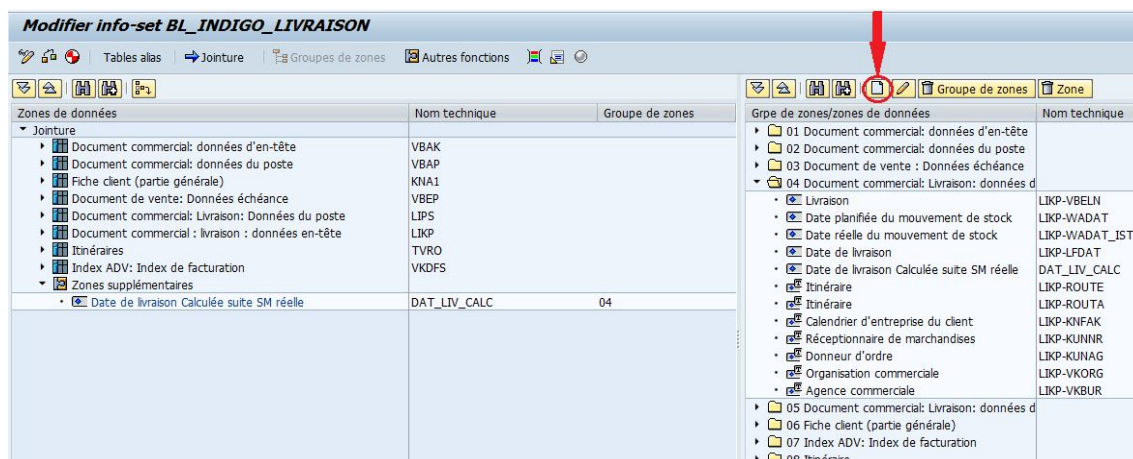 Modifier info-set BL_INDIGO_LIVRAISON
Tables alias Jointure Groupes de zones Autres fonctions
Groupe de zones Zone
Zones de données Nom technique Groupe de zones
Jointure
Document commercial: données d'en-tête VBAK
Document commercial: données du poste VBAP
Fiche client (partie générale) KNA1
Document de vente: Données échéance VBEP
Document commercial: Livraison: Données du poste LIPS
Document commercial : livraison : données en-tête LIKP
Itinéraires TVRO
Index ADV: Index de facturation VKDFS
Zones supplémentaires
Date de livraison Calculée suite SM réelle DAT_LIV_CALC 04
Grpe de zones/zones de données Nom technique
01 Document commercial: données d'en-tête
02 Document commercial: données du poste
03 Document de vente : Données échéance
04 Document commercial: Livraison: données d
Livraison LIKP-VBELN
Date planifiée du mouvement de stock LIKP-WADAT
Date réelle du mouvement de stock LIKP-WADAT_IST
Date de livraison LIKP-LFDAT
Date de livraison Calculée suite SM réelle DAT_LIV_CALC
Itinéraire LIKP-ROUTE
Itinéraire LIKP-ROUTA
Calendrier d'entreprise du client LIKP-KNFAK
Réceptionnaire de marchandises LIKP-KUNNR
Donneur d'ordre LIKP-KUNAG
Organisation commerciale LIKP-VKORG
Agence commerciale LIKP-VKBUR
05 Document commercial: Livraison: données d
06 Fiche client (partie générale)
07 Index ADV: Index de facturation
08 Itinéraire